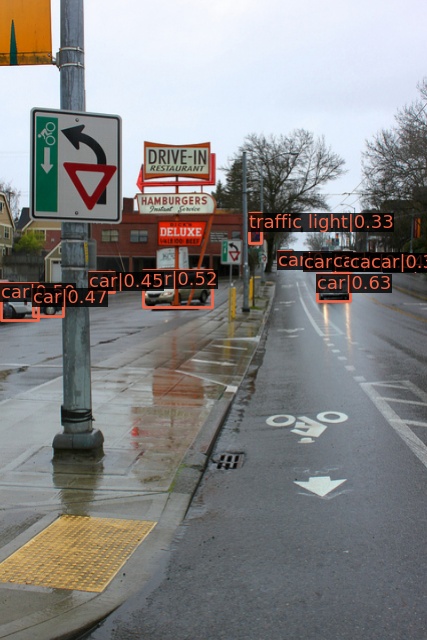 DRIVE-IN
RESTAURANT
HAMBURGERS
Instant Service
DELUXE
traffic light|0.33
car|0.63
car|0.45
r|0.52
car|0.47